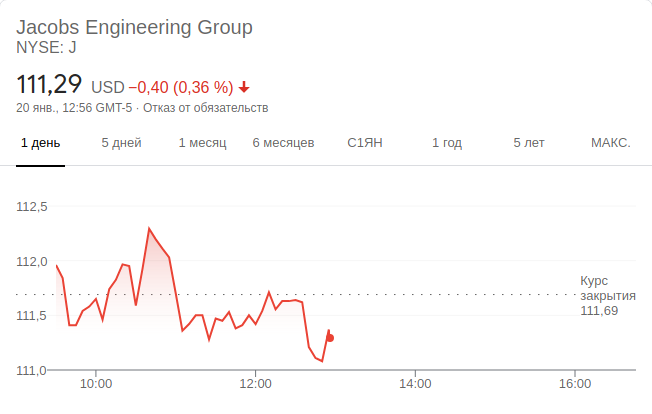 Jacobs Engineering Group
NYSE: J
111,29 USD −0,40 (0,36 %)
20 янв., 12:56 GMT-5 · Отказ от обязательств
1 день 5 дней 1 месяц 6 месяцев С1ЯН 1 год 5 лет МАКС.
112,5
112,0
Курс
закрытия
111,69
111,5
111,0
10:00 12:00 14:00 16:00